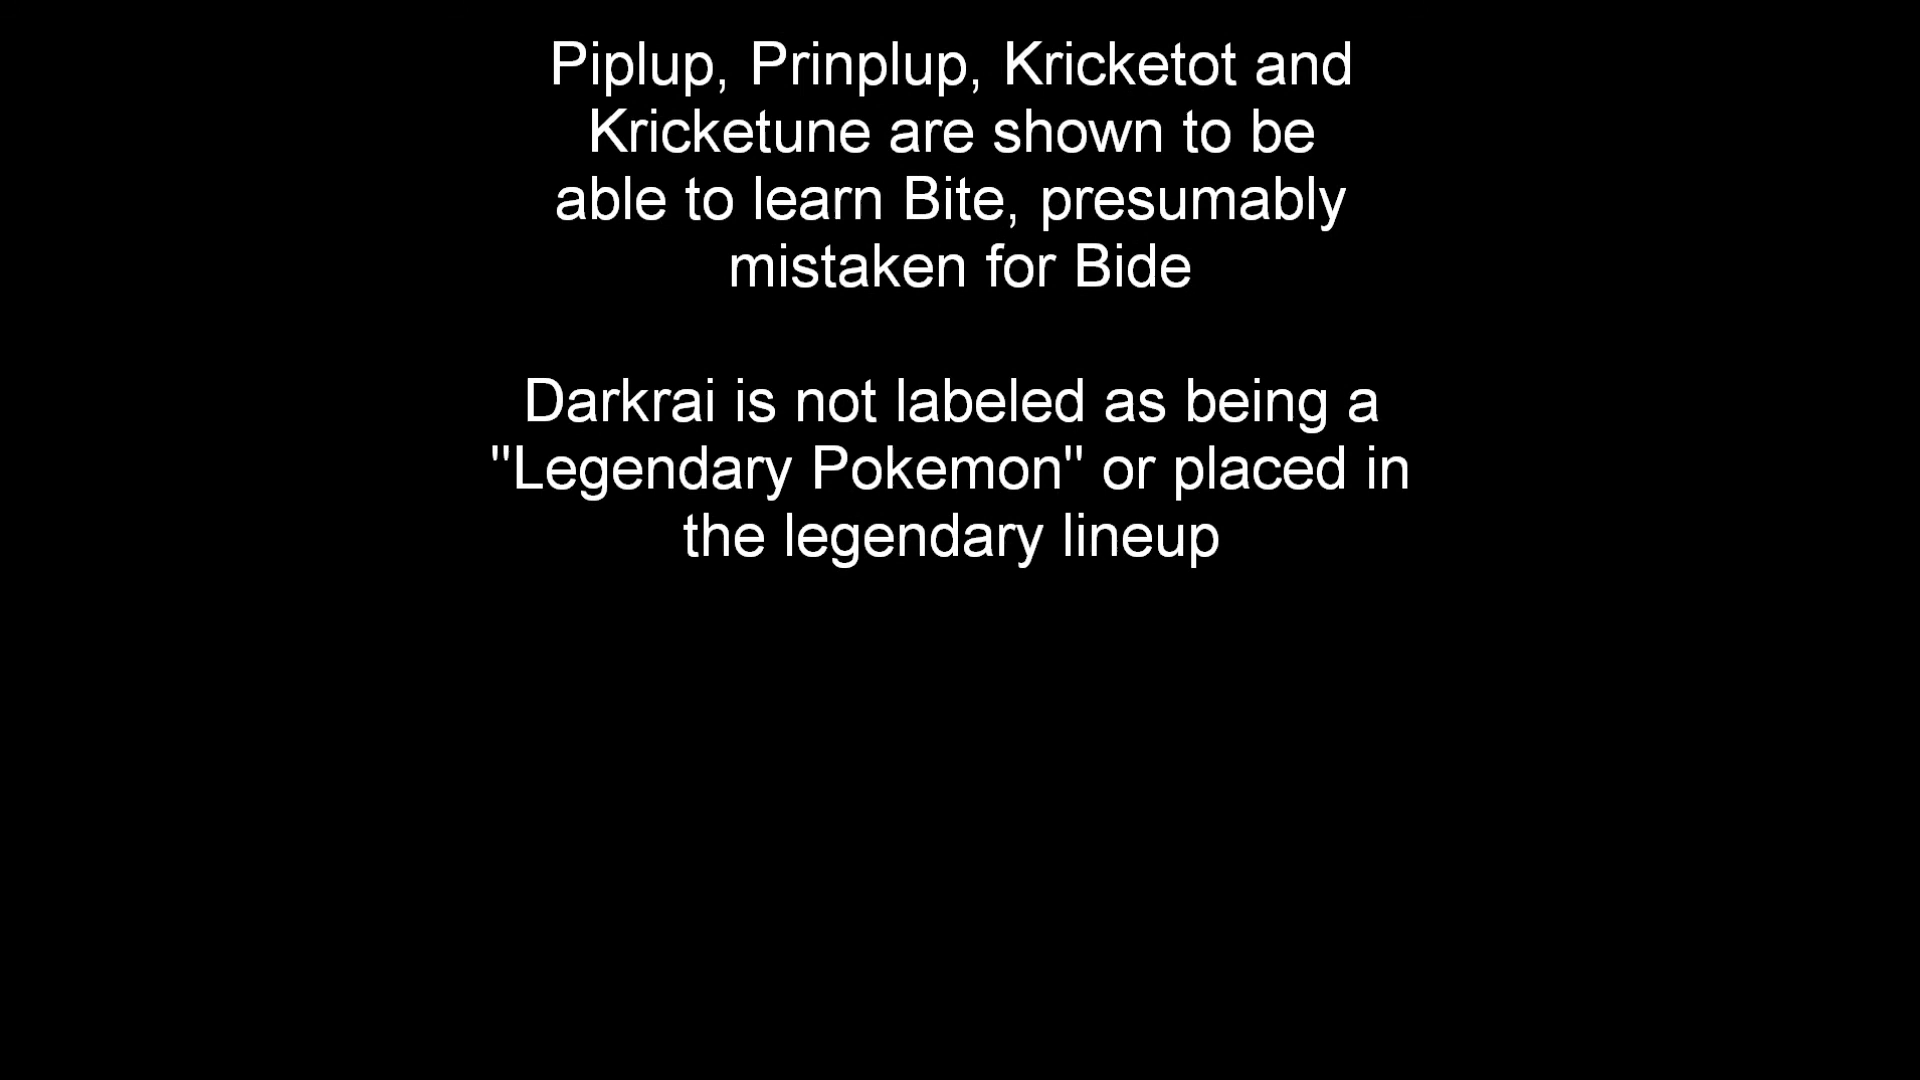 Piplup, Prinplup, Kricketot and
Kricketune are shown to be
able to learn Bite, presumably
mistaken for Bide
Darkrai is not labeled as being a
"Legendary Pokemon" or placed in
the legendary lineup